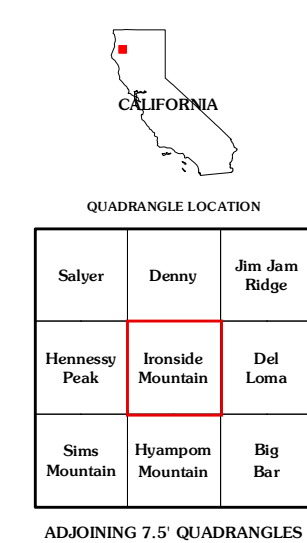 CALIFORNIA
QUADRANGLE LOCATION
Salyer
Denny
Jim Jam
Ridge
Hennessy
Peak
Ironside
Mountain
Del
Loma
Sims
Mountain
Hyampom
Mountain
Big
Bar
ADJOINING 7.5' QUADRANGLES